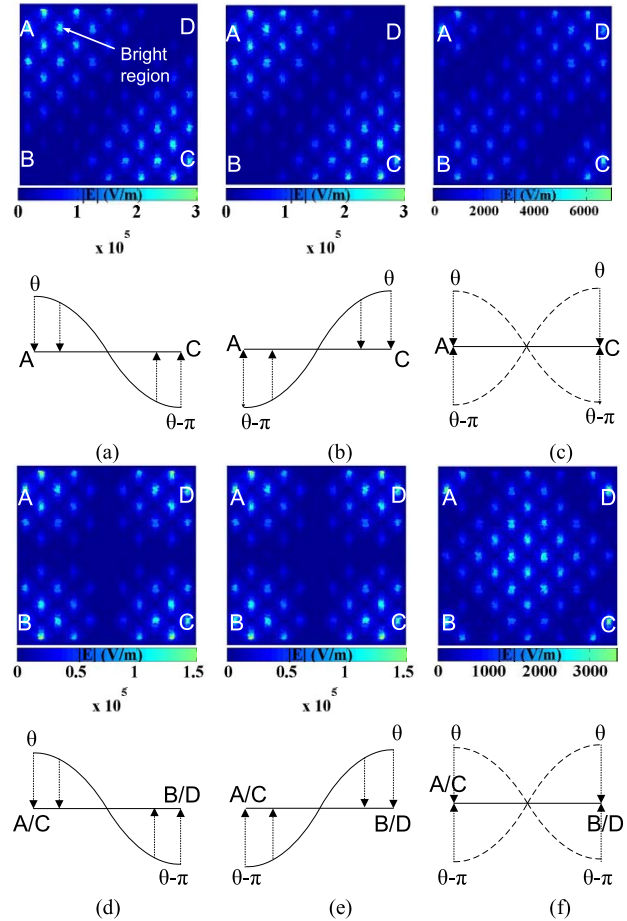 A D A D A D
Bright
region
B C B C B C
|E| (V/m) |E| (V/m) |E| (V/m)
0 1 2 3 0 1 2 3 0 2000 4000 6000
x 10^5 x 10^5
θ θ θ
A C A C A C
θ-π θ-π θ-π θ-π
(a) (b) (c)
A D A D A D
B C B C B C
|E| (V/m) |E| (V/m) |E| (V/m)
0 0.5 1 1.5 0 0.5 1 1.5 0 1000 2000 3000
x 10^5 x 10^5
θ θ θ θ
A/C B/D A/C B/D A/C B/D
θ-π θ-π θ-π θ-π
(d) (e) (f)